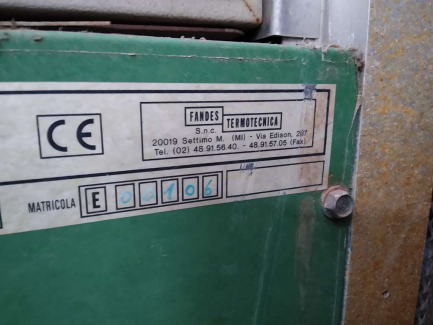 CE
FANDES TERMOTECNICA
S.n.c.
20019 Settimo M. (MI) - Via Edison, 287
Tel. (02) 48.91.56.40. - 48.91.57.05 (Fax)
MATRICOLA E 00106